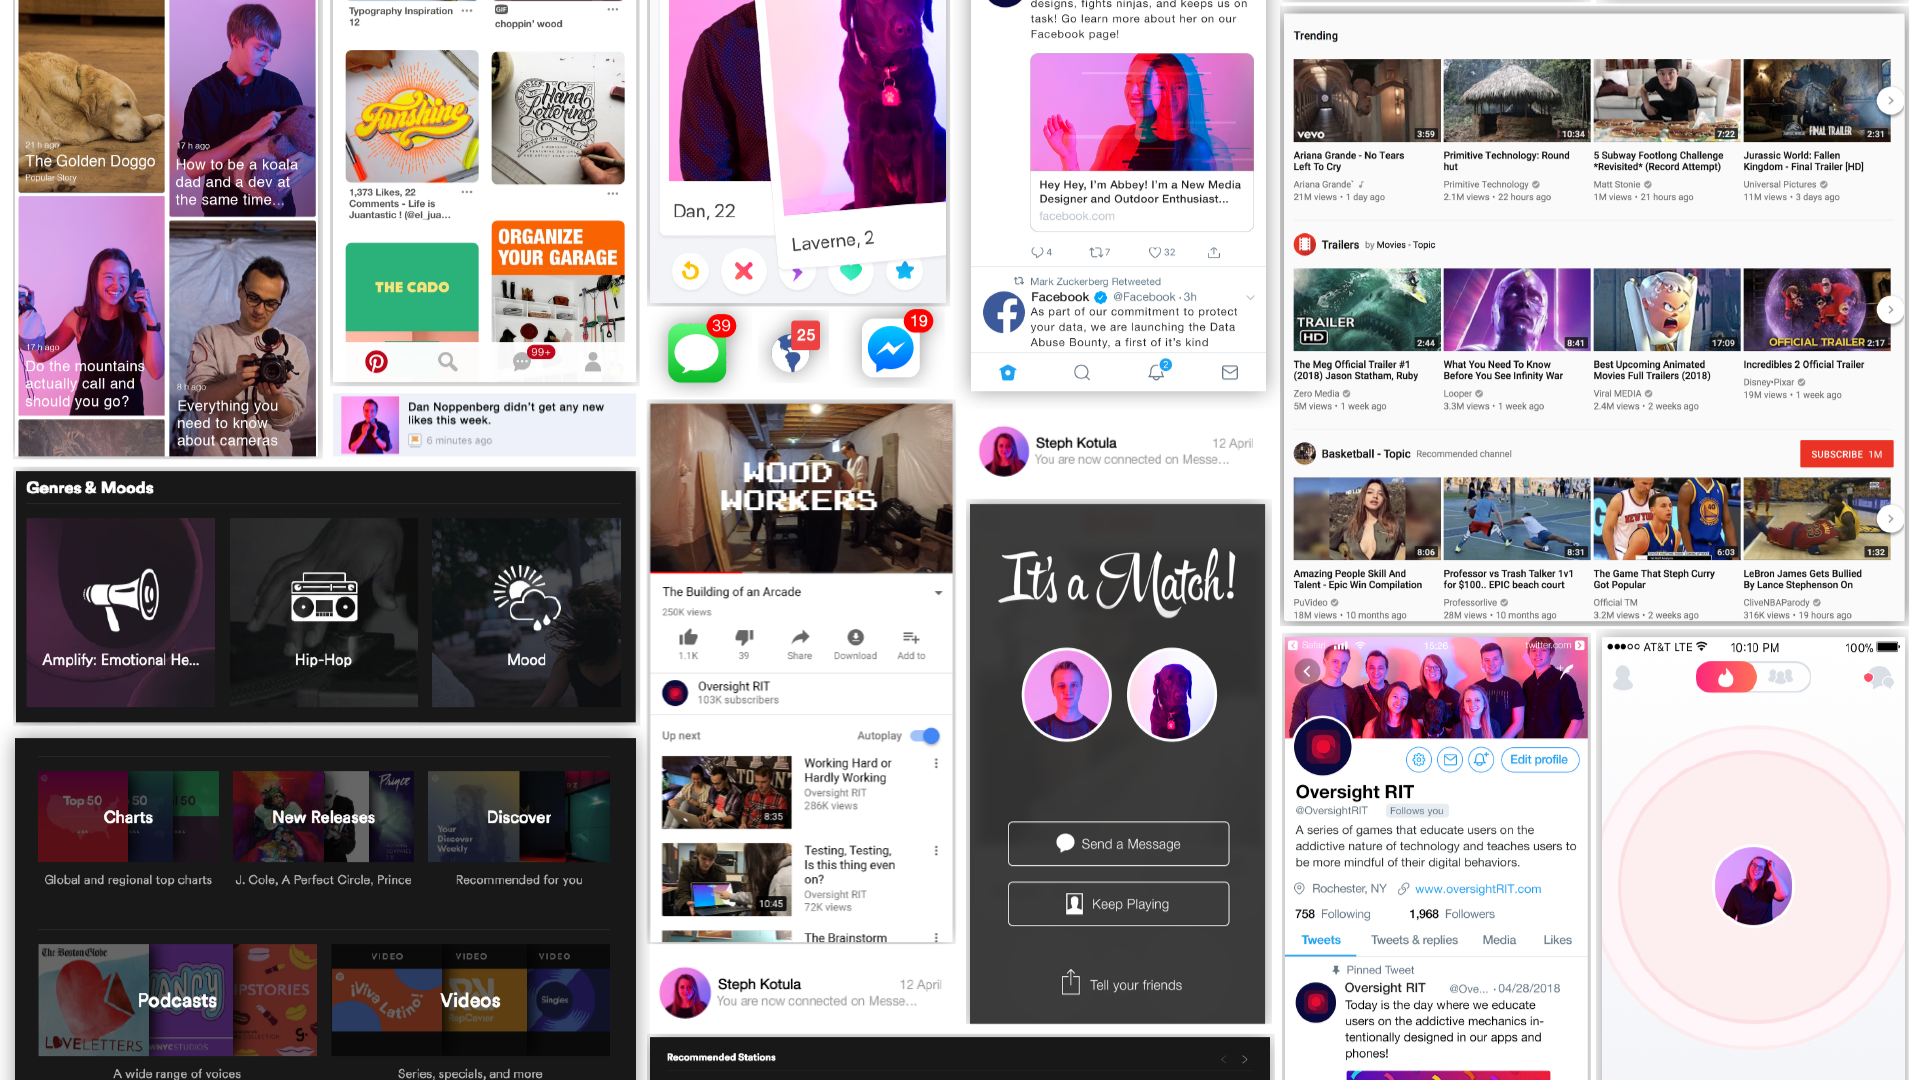 21 h ago
The Golden Doggo
Popular Story
17 h ago
How to be a koala
dad and a dev at
the same time...
17 h ago
Do the mountains
actually call and
should you go?
8 h ago
Everything you
need to know
about cameras
Typography Inspiration
12
GIF
choppin' wood
Funshine
Hand
Lettering
1,373 Likes, 22
Comments - Life is
Juantastic ! (@el_jua...
THE CADO
ORGANIZE
YOUR GARAGE
99+
Dan Noppenberg didn't get any new
likes this week.
6 minutes ago
Dan, 22
Laverne, 2
39
25
19
designs, fights ninjas, and keeps us on
task! Go learn more about her on our
Facebook page!
Hey Hey, I'm Abbey! I'm a New Media
Designer and Outdoor Enthusiast...
facebook.com
4
7
32
Mark Zuckerberg Retweeted
Facebook @Facebook · 3h
As part of our commitment to protect
your data, we are launching the Data
Abuse Bounty, a first of it's kind
2
Steph Kotula 12 April
You are now connected on Messe...
Trending
vevo 3:59
10:34
7:22
FINAL TRAILER 2:31
Ariana Grande - No Tears
Left To Cry
Ariana Grande
21M views • 1 day ago
Primitive Technology: Round
hut
Primitive Technology
2.1M views • 22 hours ago
5 Subway Footlong Challenge
*Revisited* (Record Attempt)
Matt Stonie
1M views • 21 hours ago
Jurassic World: Fallen
Kingdom - Final Trailer [HD]
Universal Pictures
11M views • 3 days ago
Trailers by Movies - Topic
TRAILER
HD
2:44
8:41
17:09
OFFICIAL TRAILER 2:17
The Meg Official Trailer #1
(2018) Jason Statham, Ruby
Zero Media
5M views • 1 week ago
What You Need To Know
Before You See Infinity War
Looper
3.3M views • 1 week ago
Best Upcoming Animated
Movies Full Trailers (2018)
Viral MEDIA
2.4M views • 2 weeks ago
Incredibles 2 Official Trailer
Disney•Pixar
19M views • 1 week ago
Basketball - Topic Recommended channel
SUBSCRIBE 1M
8:06
8:31
6:03
1:32
Amazing People Skill And
Talent - Epic Win Compilation
PuVideo
18M views • 10 months ago
Professor vs Trash Talker 1v1
for $100.. EPIC beach court
Professorlive
28M views • 10 months ago
The Game That Steph Curry
Got Popular
Official TM
3.2M views • 2 weeks ago
LeBron James Gets Bullied
By Lance Stephenson On
CliveNBAParody
316K views • 19 hours ago
Genres & Moods
Amplify: Emotional He...
Hip-Hop
Mood
Top 50
50
50
Charts
Global and regional top charts
Prince
New Releases
J. Cole, A Perfect Circle, Prince
Your
Discover
Weekly
Discover
Recommended for you
The Boston Globe
LOVELETTERS
WNYCSTUDIOS
Podcasts
A wide range of voices
VIDEO
VIDEO
VIDEO
¡Viva Latino!
RapCaviar
Singles
Videos
Series, specials, and more
WOOD
WORKERS
The Building of an Arcade
250K views
1.1K
39
Share
Download
Add to
Oversight RIT
103K subscribers
Up next
Autoplay
8:35
Working Hard or
Hardly Working
Oversight RIT
286K views
10:45
Testing, Testing,
Is this thing even
on?
Oversight RIT
72K views
The Brainstorm
Steph Kotula 12 April
You are now connected on Messe...
Recommended Stations
It's a Match!
Send a Message
Keep Playing
Tell your friends
Safari 15:26 twitter.com
Edit profile
Oversight RIT
@OversightRIT Follows you
A series of games that educate users on the
addictive nature of technology and teaches users to
be more mindful of their digital behaviors.
Rochester, NY www.oversightRIT.com
758 Following 1,968 Followers
Tweets Tweets & replies Media Likes
Pinned Tweet
Oversight RIT @Ove... · 04/28/2018
Today is the day where we educate
users on the addictive mechanics in-
tentionally designed in our apps and
phones!
AT&T LTE 10:10 PM 100%